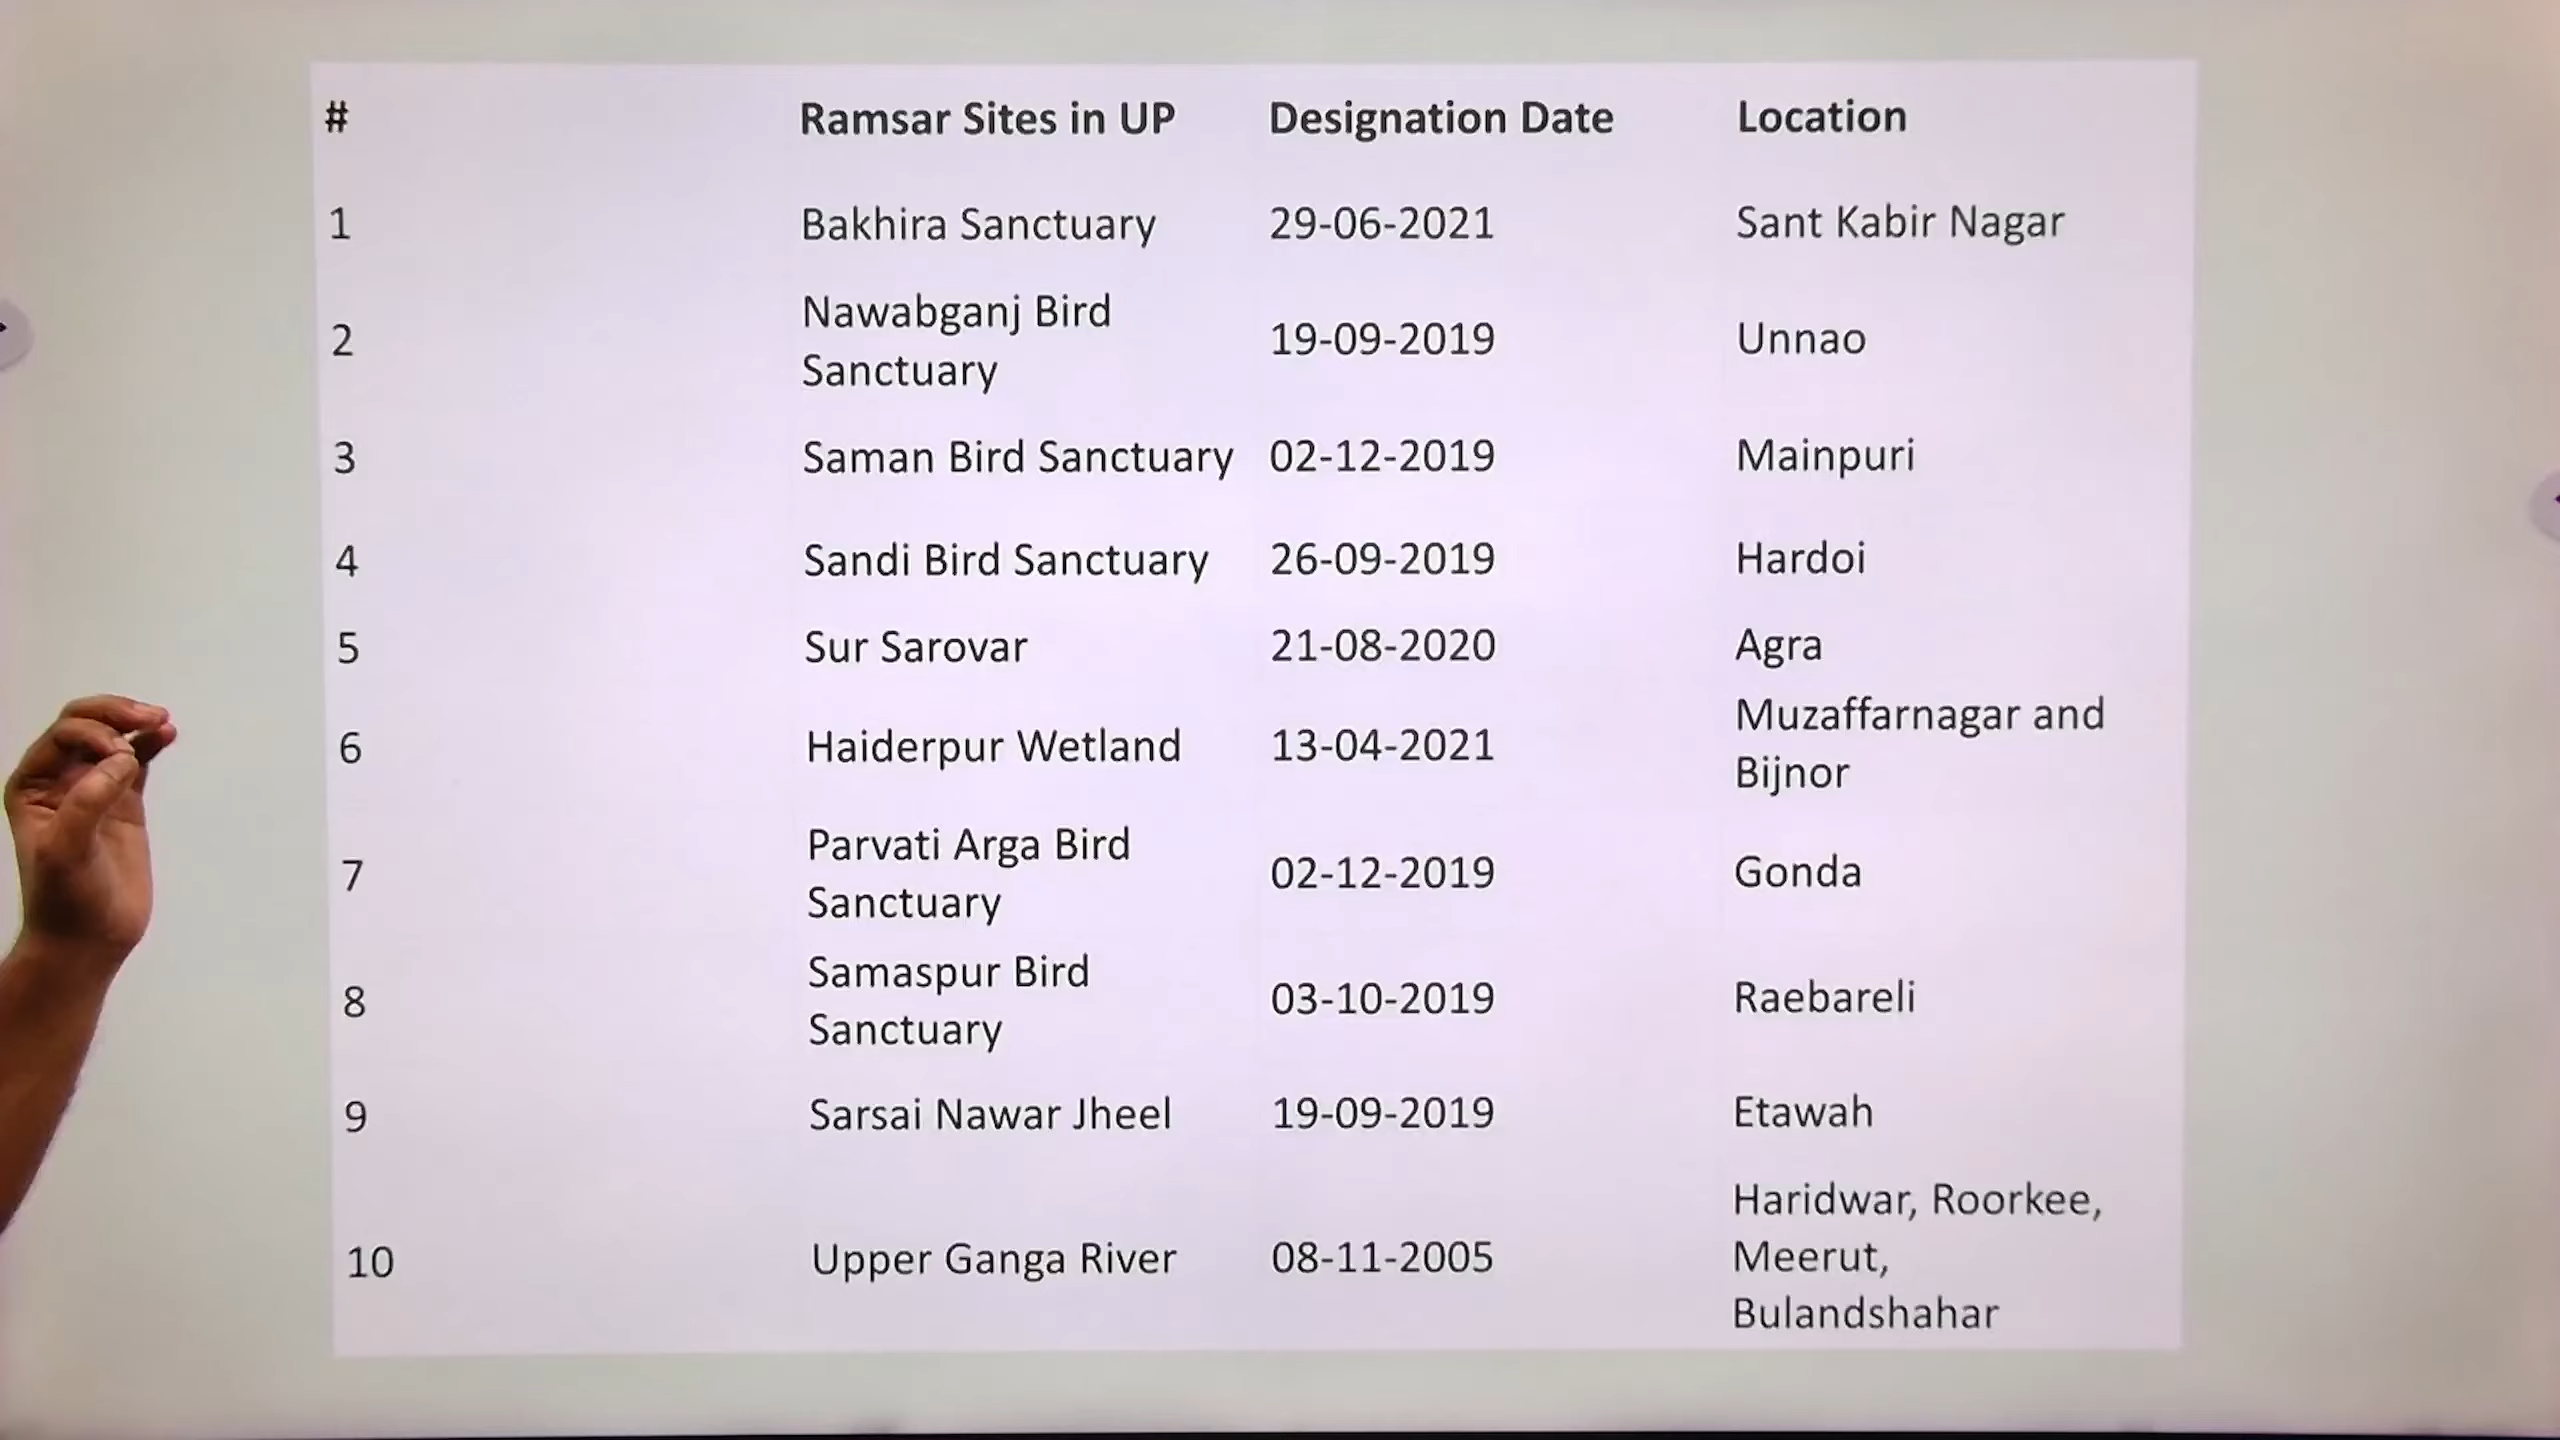 # Ramsar Sites in UP Designation Date Location
1 Bakhira Sanctuary 29-06-2021 Sant Kabir Nagar
2 Nawabganj Bird Sanctuary 19-09-2019 Unnao
3 Saman Bird Sanctuary 02-12-2019 Mainpuri
4 Sandi Bird Sanctuary 26-09-2019 Hardoi
5 Sur Sarovar 21-08-2020 Agra
6 Haiderpur Wetland 13-04-2021 Muzaffarnagar and Bijnor
7 Parvati Arga Bird Sanctuary 02-12-2019 Gonda
8 Samaspur Bird Sanctuary 03-10-2019 Raebareli
9 Sarsai Nawar Jheel 19-09-2019 Etawah
10 Upper Ganga River 08-11-2005 Haridwar, Roorkee, Meerut, Bulandshahar